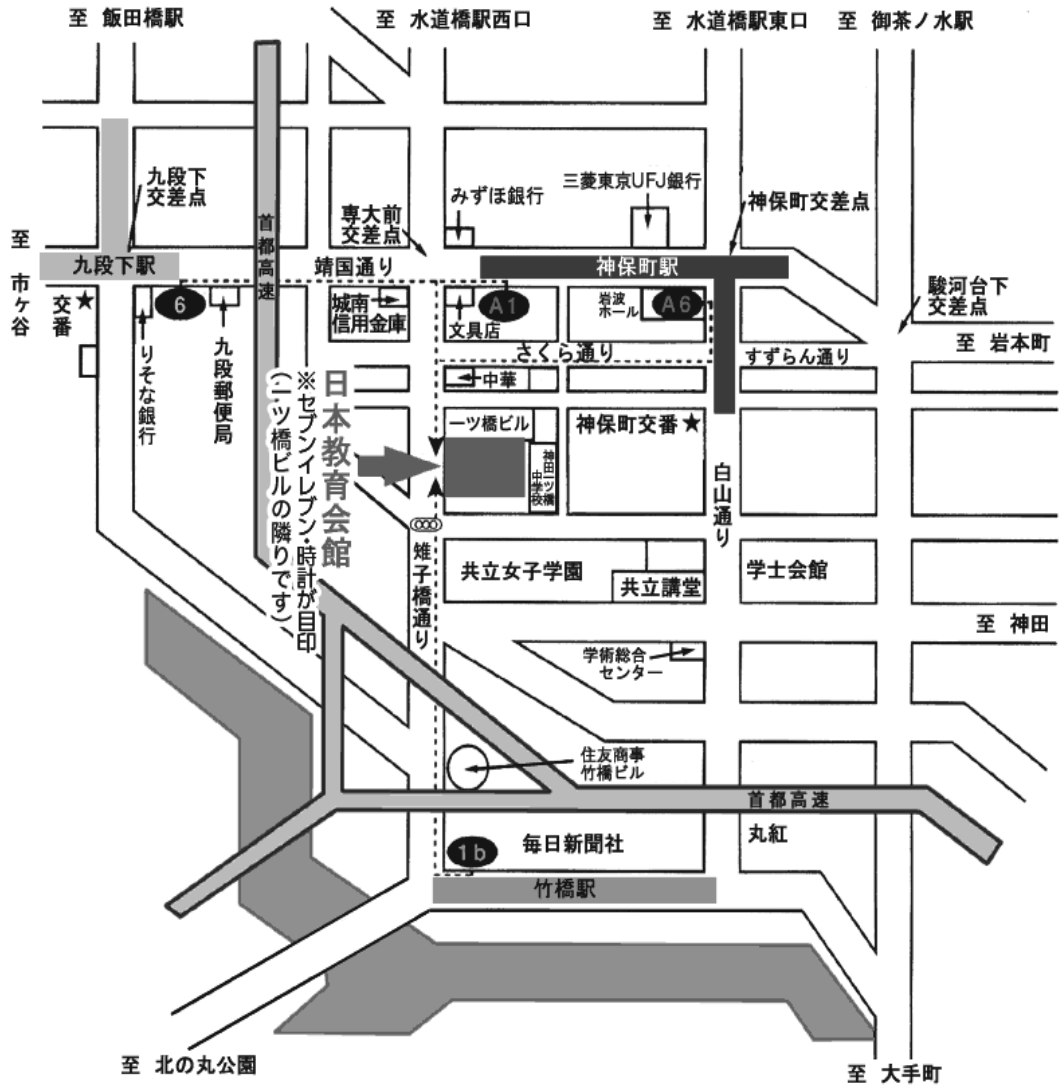 至 飯田橋駅
至 水道橋駅西口
至 水道橋駅東口
至 御茶ノ水駅
九段下
交差点
首都高速
専大前
交差点
みずほ銀行
三菱東京UFJ銀行
神保町交差点
至 市ヶ谷
九段下駅
靖国通り
神保町駅
交番★
6
城南
信用金庫
文具店
A1
岩波
ホール
A6
駿河台下
交差点
りそな銀行
九段郵便局
さくら通り
すずらん通り
至 岩本町
中華
日本教育会館
※セブンイレブン・時計が目印
(一ツ橋ビルの隣りです)
一ツ橋ビル
神田一ツ橋
中学校
神保町交番★
白山通り
雉子橋通り
共立女子学園
共立講堂
学士会館
至 神田
学術総合
センター
住友商事
竹橋ビル
首都高速
1b
毎日新聞社
丸紅
竹橋駅
至 北の丸公園
至 大手町